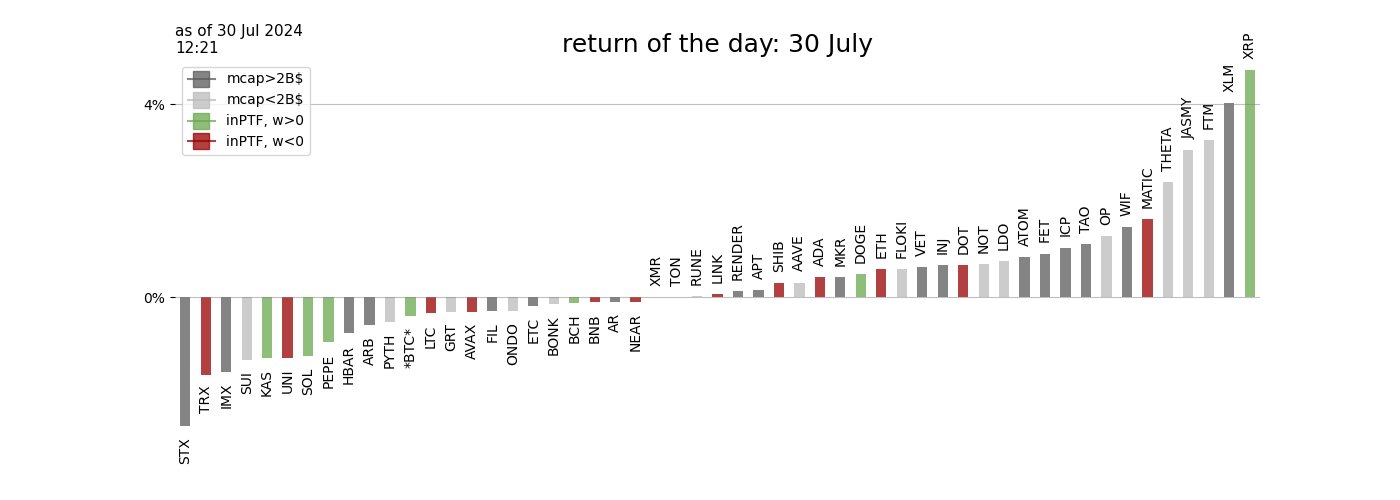 as of 30 Jul 2024
12:21
return of the day: 30 July
mcap>2B$
mcap<2B$
inPTF, w>0
inPTF, w<0
4%
0%
STX
TRX
IMX
SUI
KAS
UNI
SOL
PEPE
HBAR
ARB
PYTH
*BTC*
LTC
GRT
AVAX
FIL
ONDO
ETC
BONK
BCH
BNB
AR
NEAR
XMR
TON
RUNE
LINK
RENDER
APT
SHIB
AAVE
ADA
MKR
DOGE
ETH
FLOKI
VET
INJ
DOT
NOT
LDO
ATOM
FET
ICP
TAO
OP
WIF
MATIC
THETA
JASMY
FTM
XLM
XRP